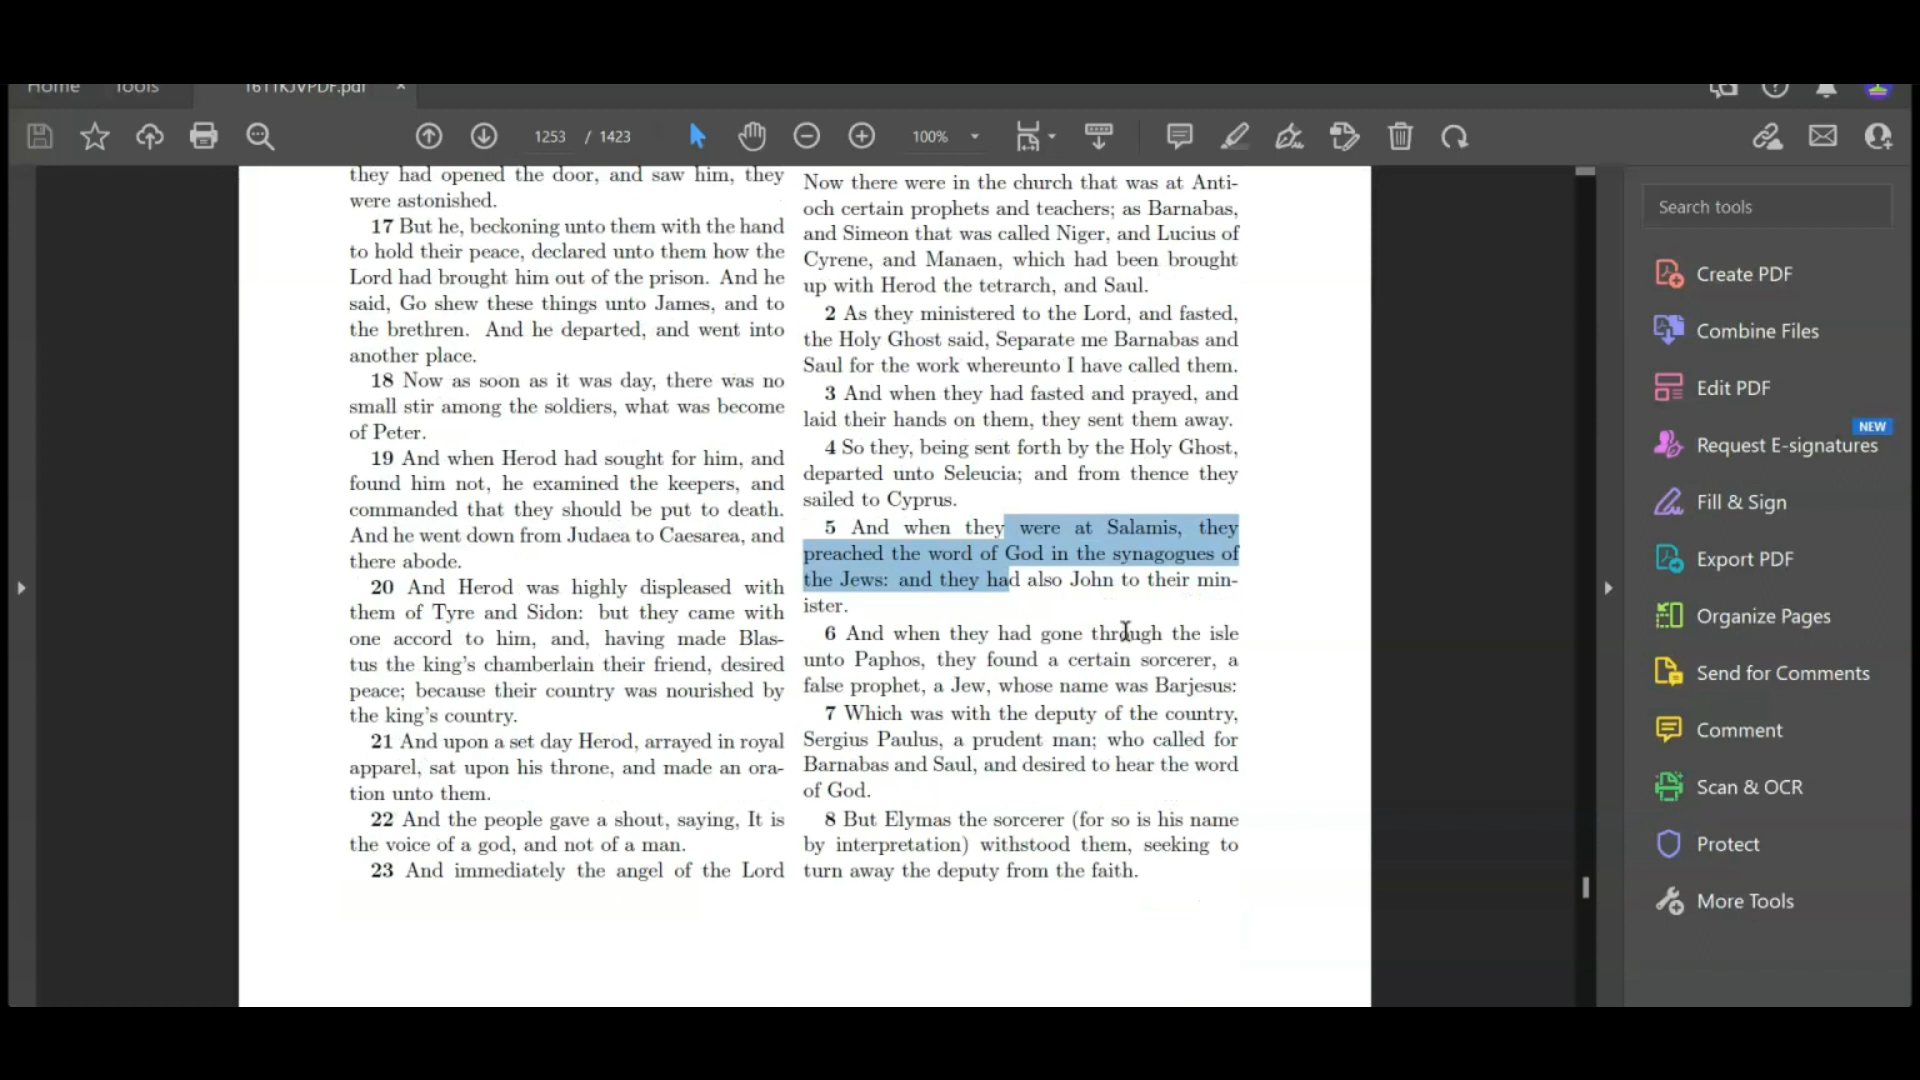 Home
Tools
1611KJVPDF.pdf
1253 / 1423
100%
they had opened the door, and saw him, they
were astonished.
17 But he, beckoning unto them with the hand
to hold their peace, declared unto them how the
Lord had brought him out of the prison. And he
said, Go shew these things unto James, and to
the brethren. And he departed, and went into
another place.
18 Now as soon as it was day, there was no
small stir among the soldiers, what was become
of Peter.
19 And when Herod had sought for him, and
found him not, he examined the keepers, and
commanded that they should be put to death.
And he went down from Judaea to Caesarea, and
there abode.
20 And Herod was highly displeased with
them of Tyre and Sidon: but they came with
one accord to him, and, having made Blas-
tus the king's chamberlain their friend, desired
peace; because their country was nourished by
the king's country.
21 And upon a set day Herod, arrayed in royal
apparel, sat upon his throne, and made an ora-
tion unto them.
22 And the people gave a shout, saying, It is
the voice of a god, and not of a man.
23 And immediately the angel of the Lord
Now there were in the church that was at Anti-
och certain prophets and teachers; as Barnabas,
and Simeon that was called Niger, and Lucius of
Cyrene, and Manaen, which had been brought
up with Herod the tetrarch, and Saul.
2 As they ministered to the Lord, and fasted,
the Holy Ghost said, Separate me Barnabas and
Saul for the work whereunto I have called them.
3 And when they had fasted and prayed, and
laid their hands on them, they sent them away.
4 So they, being sent forth by the Holy Ghost,
departed unto Seleucia; and from thence they
sailed to Cyprus.
5 And when they were at Salamis, they
preached the word of God in the synagogues of
the Jews: and they had also John to their min-
ister.
6 And when they had gone through the isle
unto Paphos, they found a certain sorcerer, a
false prophet, a Jew, whose name was Barjesus:
7 Which was with the deputy of the country,
Sergius Paulus, a prudent man; who called for
Barnabas and Saul, and desired to hear the word
of God.
8 But Elymas the sorcerer (for so is his name
by interpretation) withstood them, seeking to
turn away the deputy from the faith.
Search tools
Create PDF
Combine Files
Edit PDF
NEW
Request E-signatures
Fill & Sign
Export PDF
Organize Pages
Send for Comments
Comment
Scan & OCR
Protect
More Tools